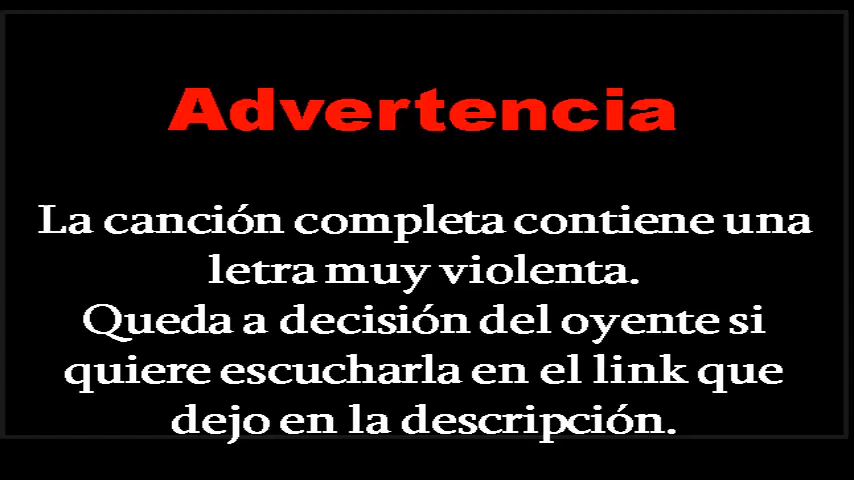 Advertencia
La canción completa contiene una
letra muy violenta.
Queda a decisión del oyente si
quiere escucharla en el link que
dejo en la descripción.